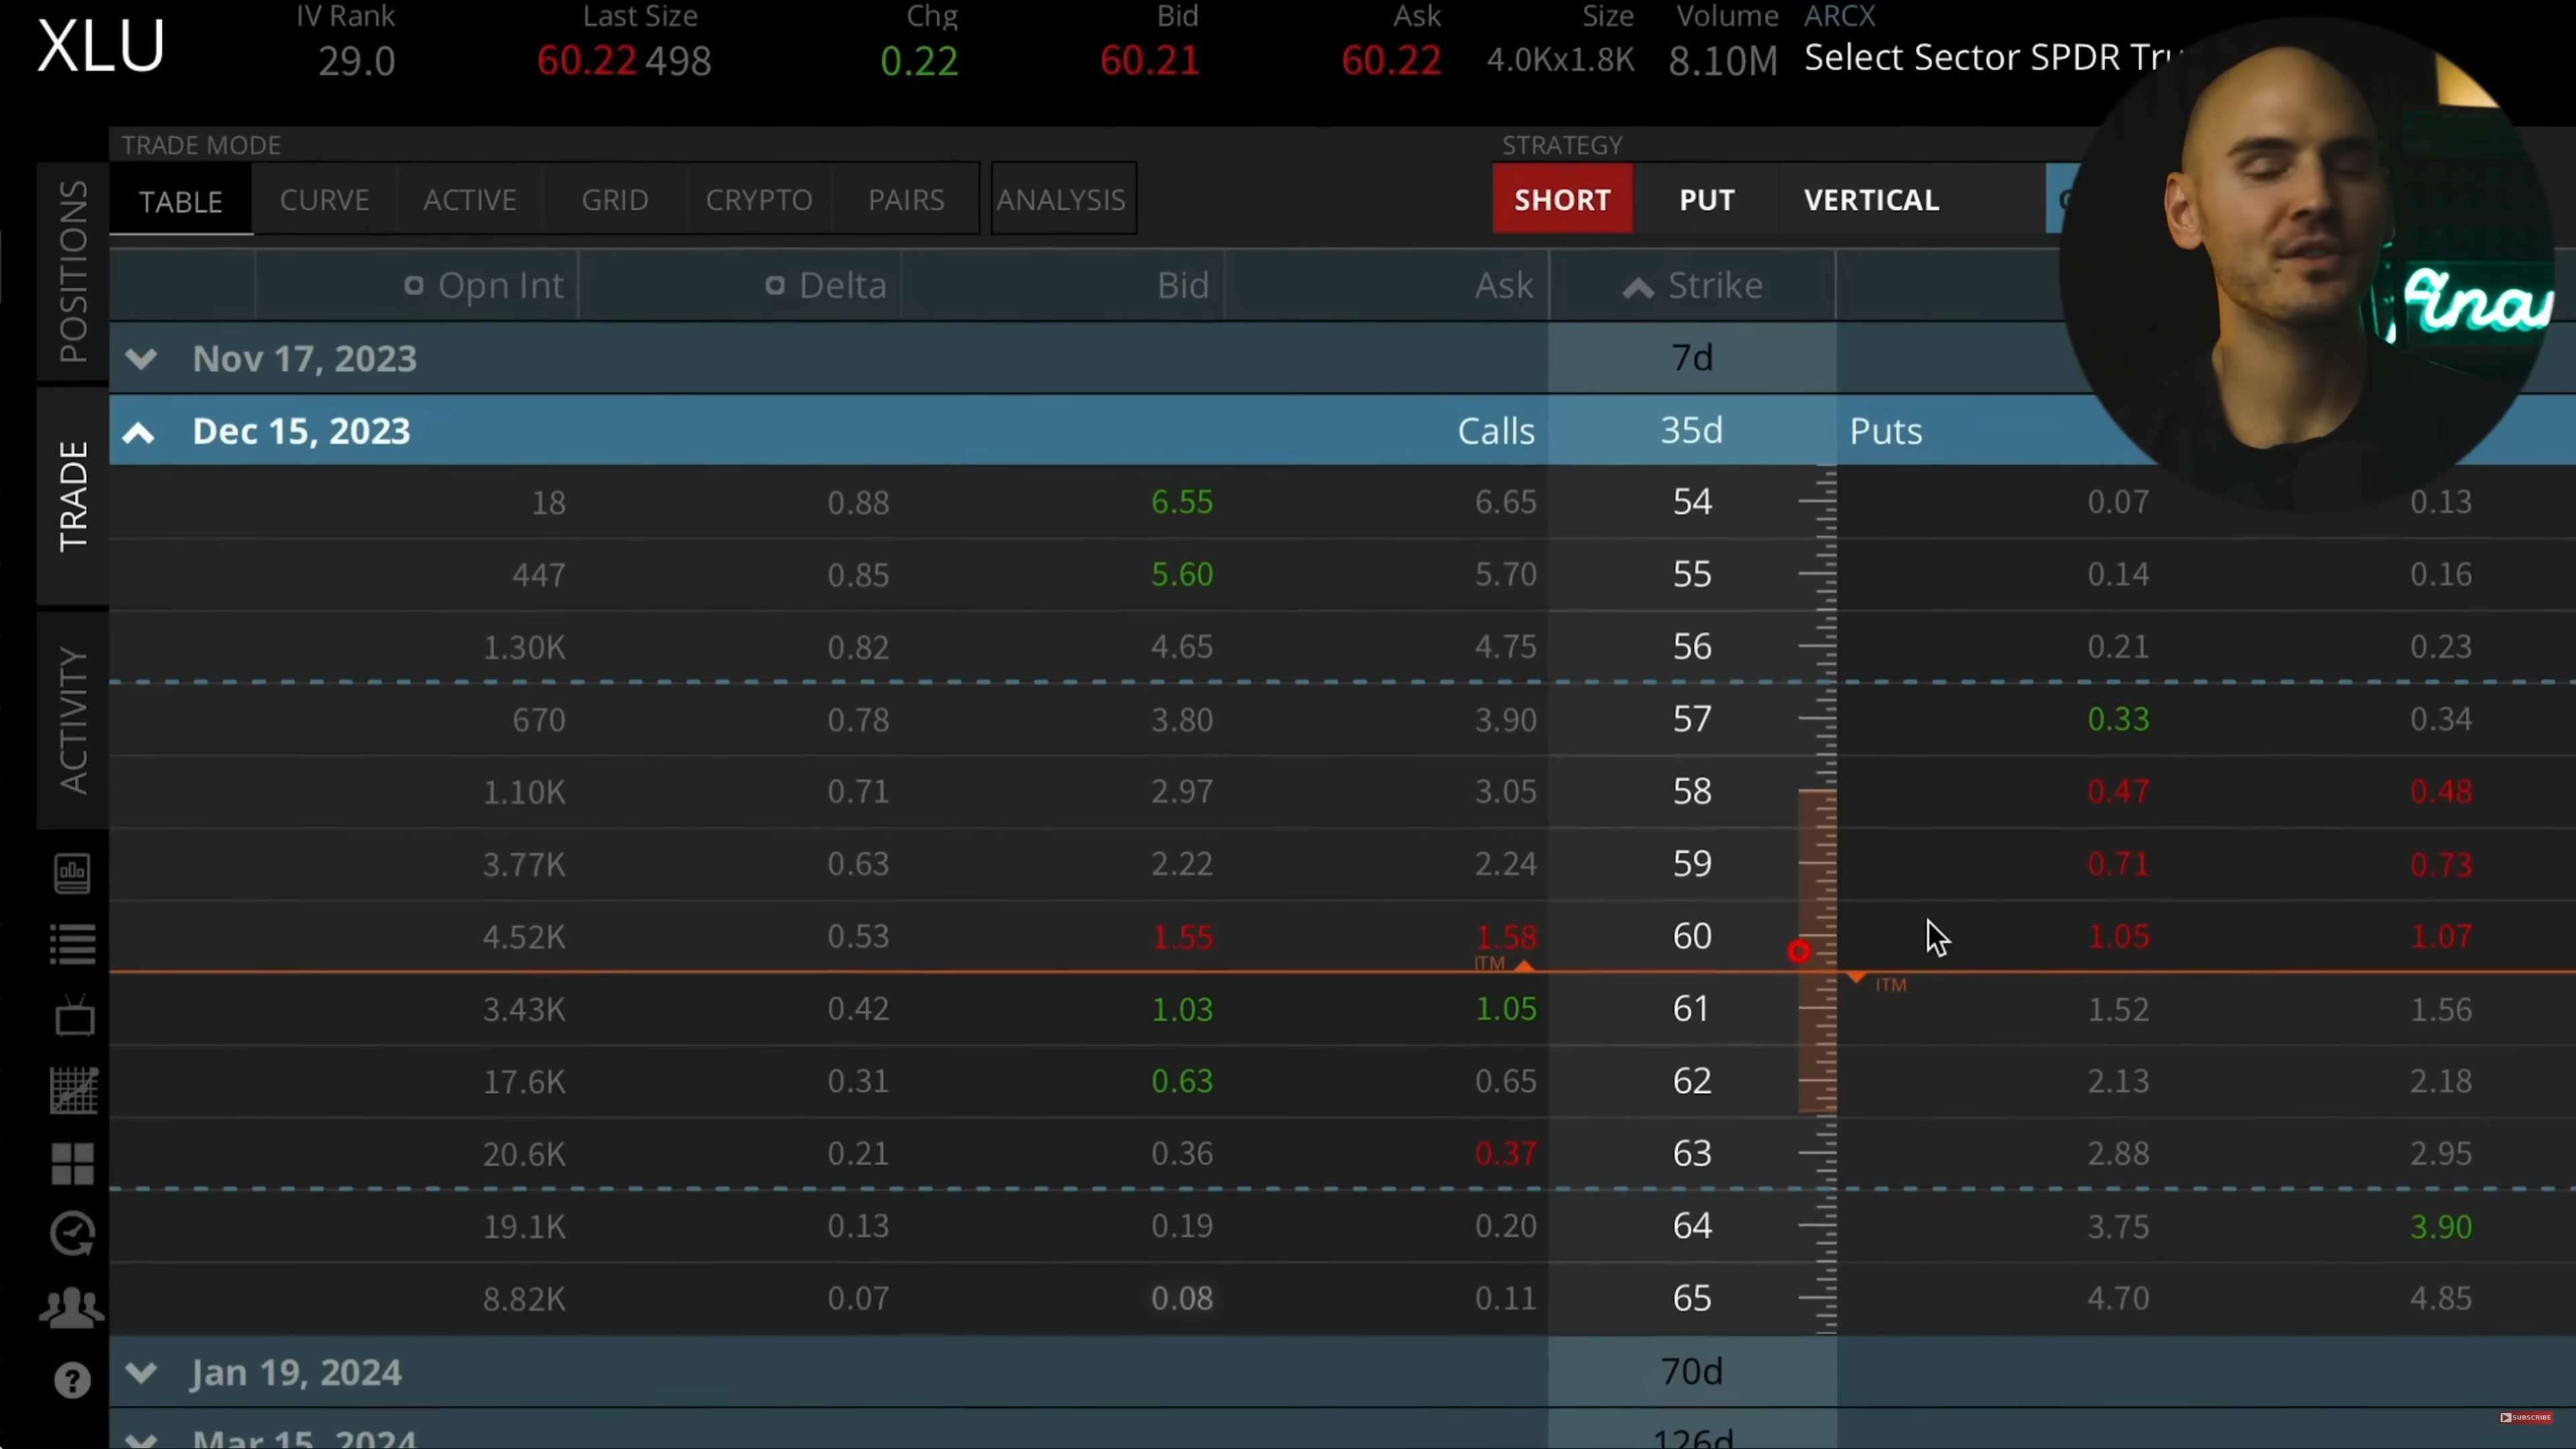 XLU
IV Rank Last Size Chg Bid Ask Size Volume ARCX
29.0 60.22 498 0.22 60.21 60.22 4.0Kx1.8K 8.10M Select Sector SPDR
TRADE MODE STRATEGY
TABLE CURVE ACTIVE GRID CRYPTO PAIRS ANALYSIS SHORT PUT VERTICAL
POSITIONS
TRADE
ACTIVITY
Opn Int Delta Bid Ask Strike
Nov 17, 2023 7d
Dec 15, 2023 Calls 35d Puts
18 0.88 6.55 6.65 54 0.07 0.13
447 0.85 5.60 5.70 55 0.14 0.16
1.30K 0.82 4.65 4.75 56 0.21 0.23
670 0.78 3.80 3.90 57 0.33 0.34
1.10K 0.71 2.97 3.05 58 0.47 0.48
3.77K 0.63 2.22 2.24 59 0.71 0.73
4.52K 0.53 1.55 1.58 60 1.05 1.07
ITM ITM
3.43K 0.42 1.03 1.05 61 1.52 1.56
17.6K 0.31 0.63 0.65 62 2.13 2.18
20.6K 0.21 0.36 0.37 63 2.88 2.95
19.1K 0.13 0.19 0.20 64 3.75 3.90
8.82K 0.07 0.08 0.11 65 4.70 4.85
Jan 19, 2024 70d
Mar 15, 2024 126d
?
SUBSCRIBE